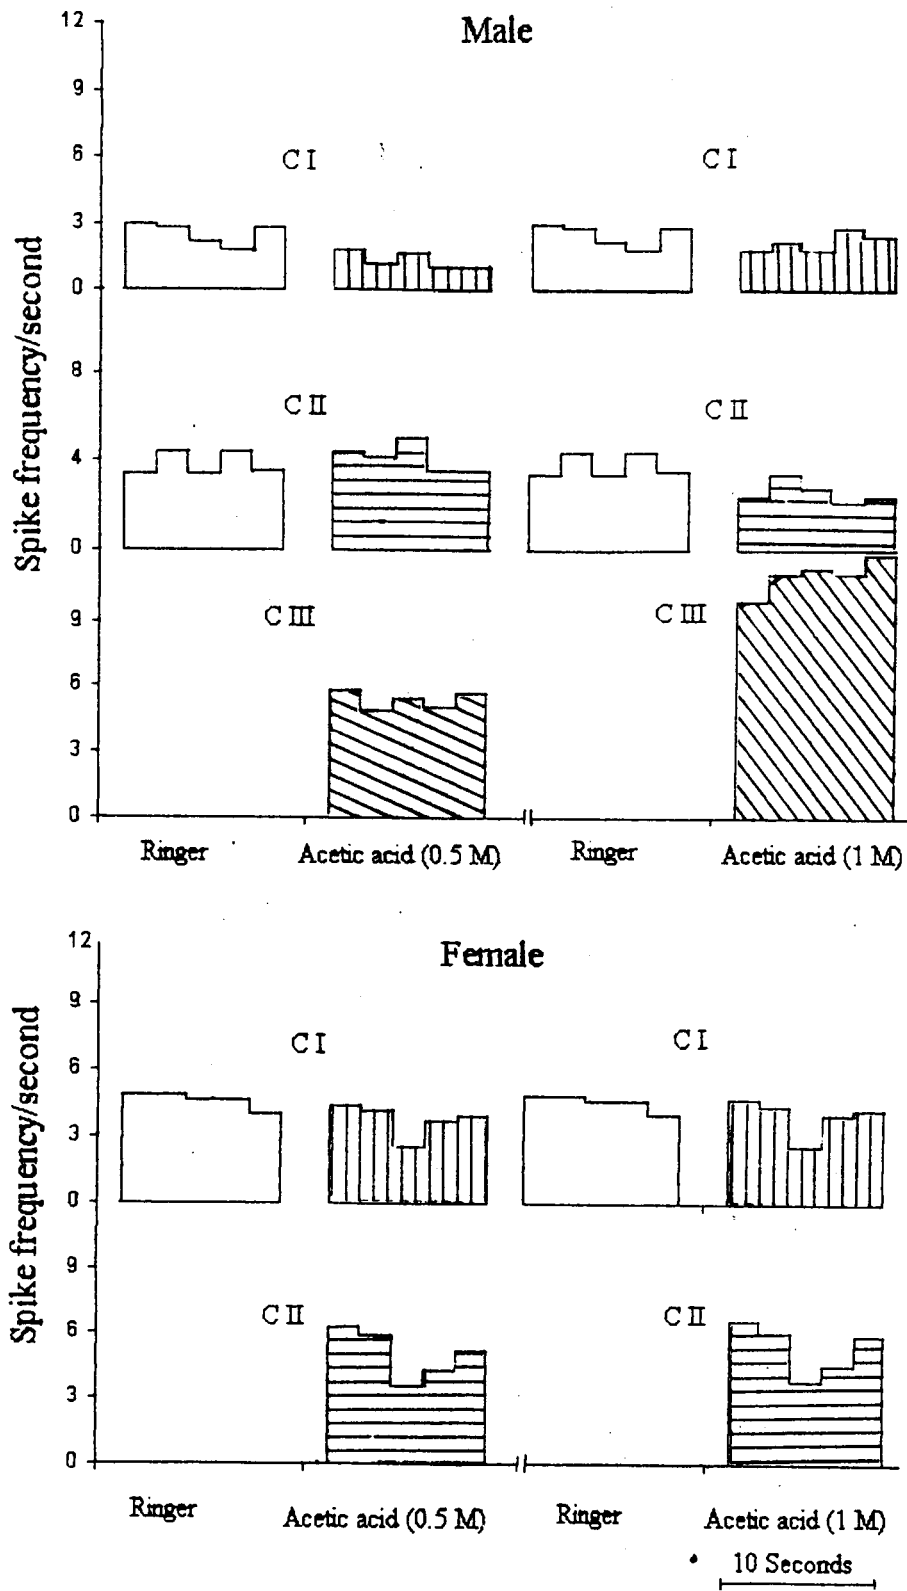 Male
12
9
6
3
0
C I
C I
Spike frequency/second
8
4
0
C II
C II
9
6
3
0
C III
C III
Ringer
Acetic acid (0.5 M)
Ringer
Acetic acid (1 M)
Female
12
9
6
3
0
C I
C I
Spike frequency/second
9
6
3
0
C II
C II
Ringer
Acetic acid (0.5 M)
Ringer
Acetic acid (1 M)
10 Seconds